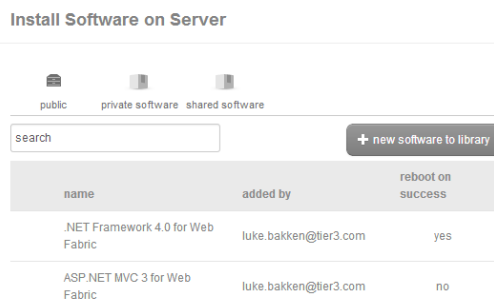 Install Software on Server
public private software shared software
search
+ new software to library
name added by reboot on success
.NET Framework 4.0 for Web Fabric luke.bakken@tier3.com yes
ASP.NET MVC 3 for Web Fabric luke.bakken@tier3.com no